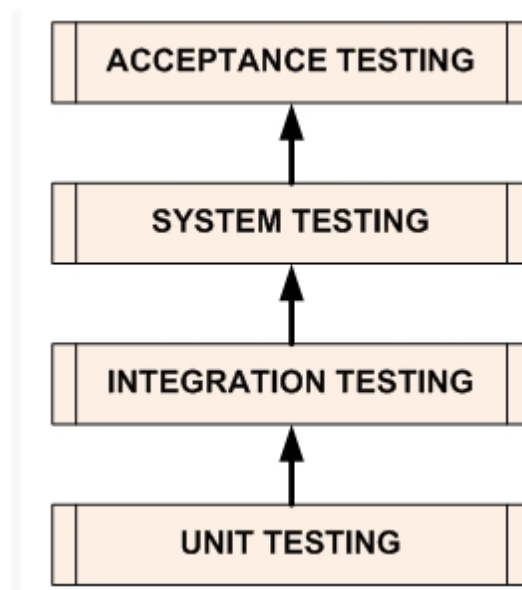 ACCEPTANCE TESTING
SYSTEM TESTING
INTEGRATION TESTING
UNIT TESTING